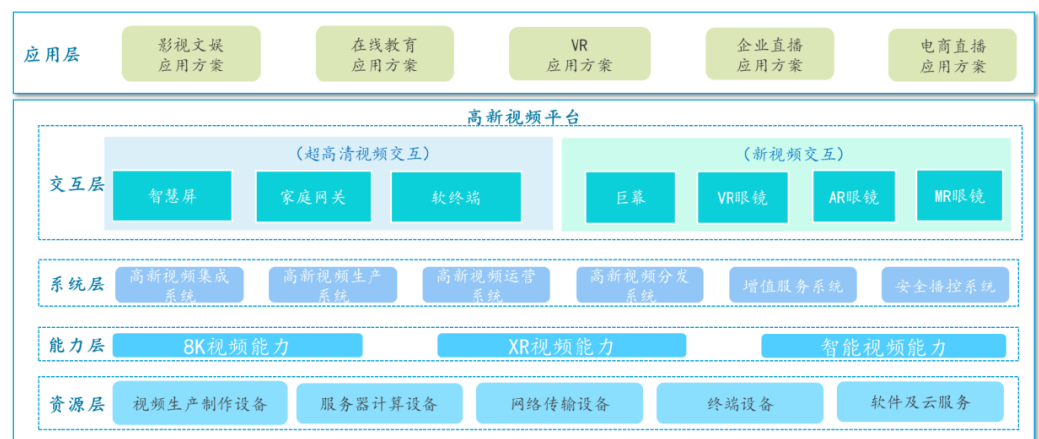 应用层
影视文娱
应用方案
在线教育
应用方案
VR
应用方案
企业直播
应用方案
电商直播
应用方案
高新视频平台
交互层
(超高清视频交互)
智慧屏
家庭网关
软终端
(新视频交互)
巨幕
VR眼镜
AR眼镜
MR眼镜
系统层
高新视频集成
系统
高新视频生产
系统
高新视频运营
系统
高新视频分发
系统
增值服务系统
安全播控系统
能力层
8K视频能力
XR视频能力
智能视频能力
资源层
视频生产制作设备
服务器计算设备
网络传输设备
终端设备
软件及云服务